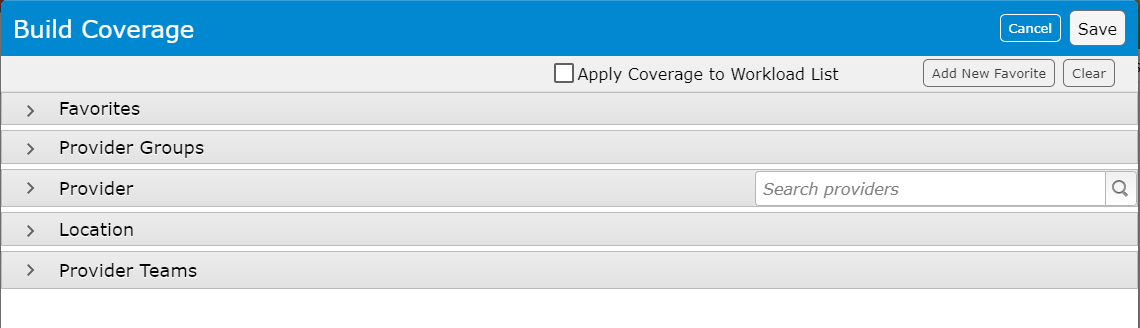 Build Coverage
Cancel
Save
Apply Coverage to Workload List
Add New Favorite
Clear
Favorites
Provider Groups
Provider
Search providers
Location
Provider Teams